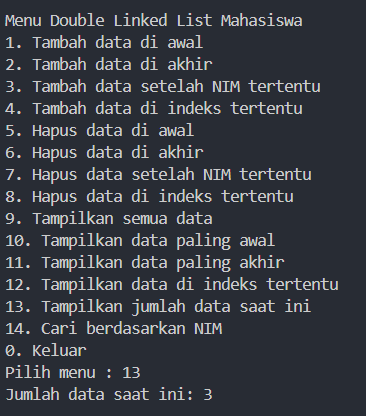 Menu Double Linked List Mahasiswa
1. Tambah data di awal
2. Tambah data di akhir
3. Tambah data setelah NIM tertentu
4. Tambah data di indeks tertentu
5. Hapus data di awal
6. Hapus data di akhir
7. Hapus data setelah NIM tertentu
8. Hapus data di indeks tertentu
9. Tampilkan semua data
10. Tampilkan data paling awal
11. Tampilkan data paling akhir
12. Tampilkan data di indeks tertentu
13. Tampilkan jumlah data saat ini
14. Cari berdasarkan NIM
0. Keluar
Pilih menu : 13
Jumlah data saat ini: 3